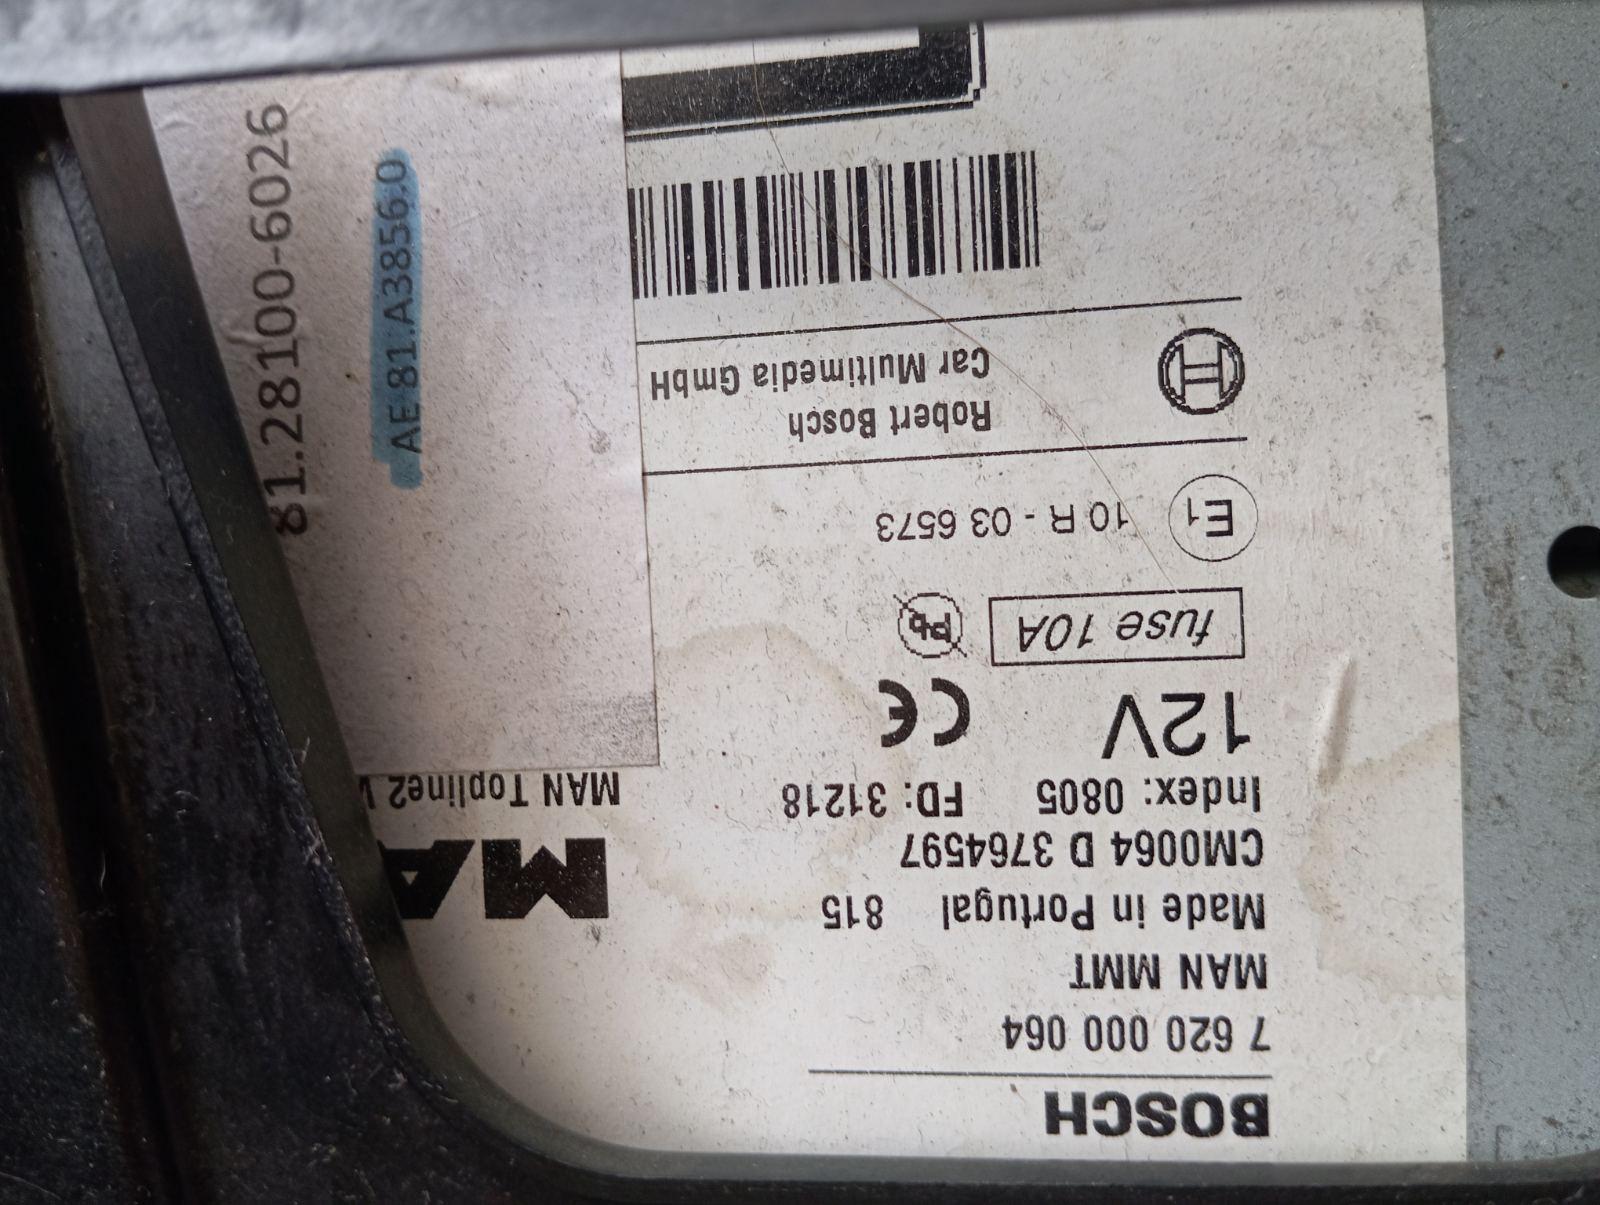 BOSCH
7 620 000 064
MAN MMT
Made in Portugal 815
CM0064 D 3764597
Index: 0805 FD: 31218
12V CE
fuse 10A Pb
E1 10 R - 03 6573
Robert Bosch
Car Multimedia GmbH
MA
MAN Topline2
81.28100-6026
AE 81.A3856.0